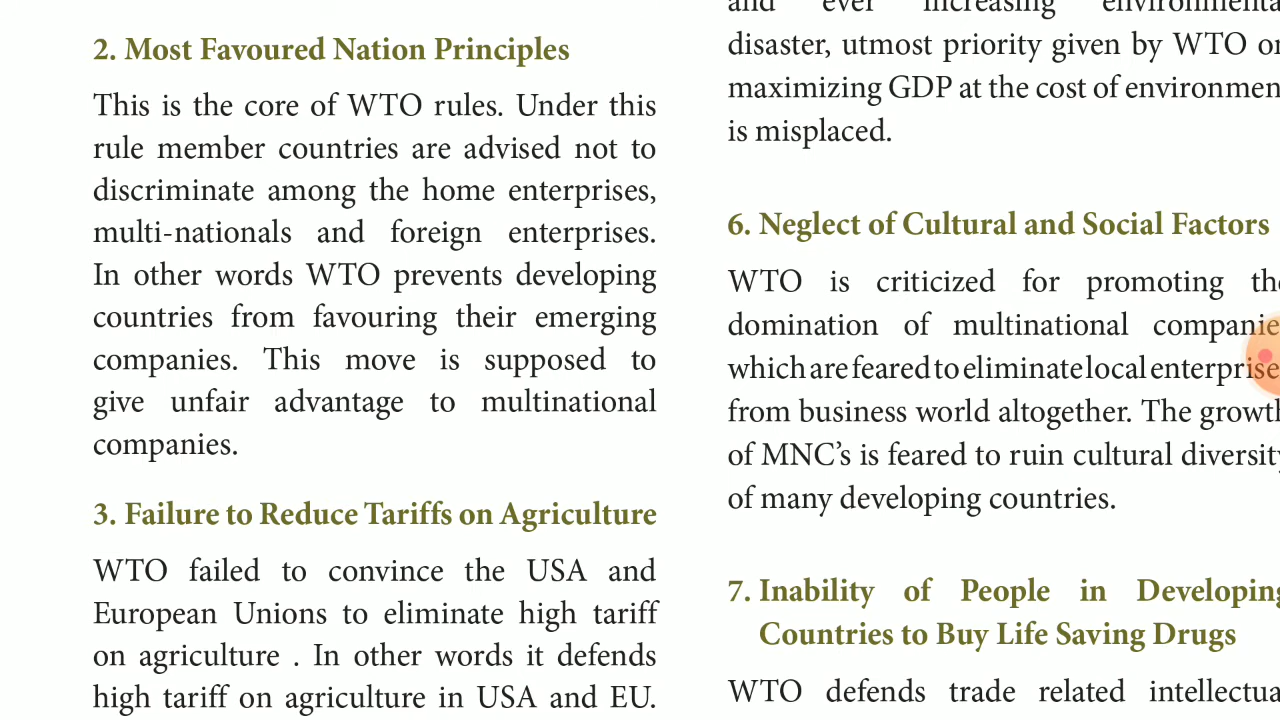 2. Most Favoured Nation Principles
This is the core of WTO rules. Under this
rule member countries are advised not to
discriminate among the home enterprises,
multi-nationals and foreign enterprises.
In other words WTO prevents developing
countries from favouring their emerging
companies. This move is supposed to
give unfair advantage to multinational
companies.
3. Failure to Reduce Tariffs on Agriculture
WTO failed to convince the USA and
European Unions to eliminate high tariff
on agriculture . In other words it defends
high tariff on agriculture in USA and EU.
and ever increasing
disaster, utmost priority given by WTO
maximizing GDP at the cost of
is misplaced.
6. Neglect of Cultural and Social Factors
WTO is criticized for promoting
domination of multinational
which are feared to eliminate local
from business world altogether. The
of MNC's is feared to ruin cultural
of many developing countries.
7. Inability of People in
Countries to Buy Life Saving Drugs
WTO defends trade related